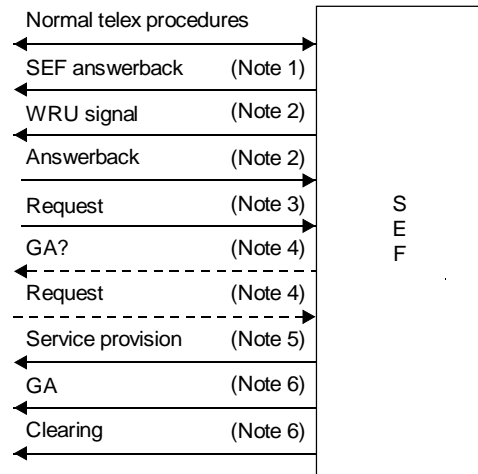 Normal telex procedures
SEF answerback (Note 1)
WRU signal (Note 2)
Answerback (Note 2)
Request (Note 3)
GA? (Note 4)
Request (Note 4)
Service provision (Note 5)
GA (Note 6)
Clearing (Note 6)
S
E
F